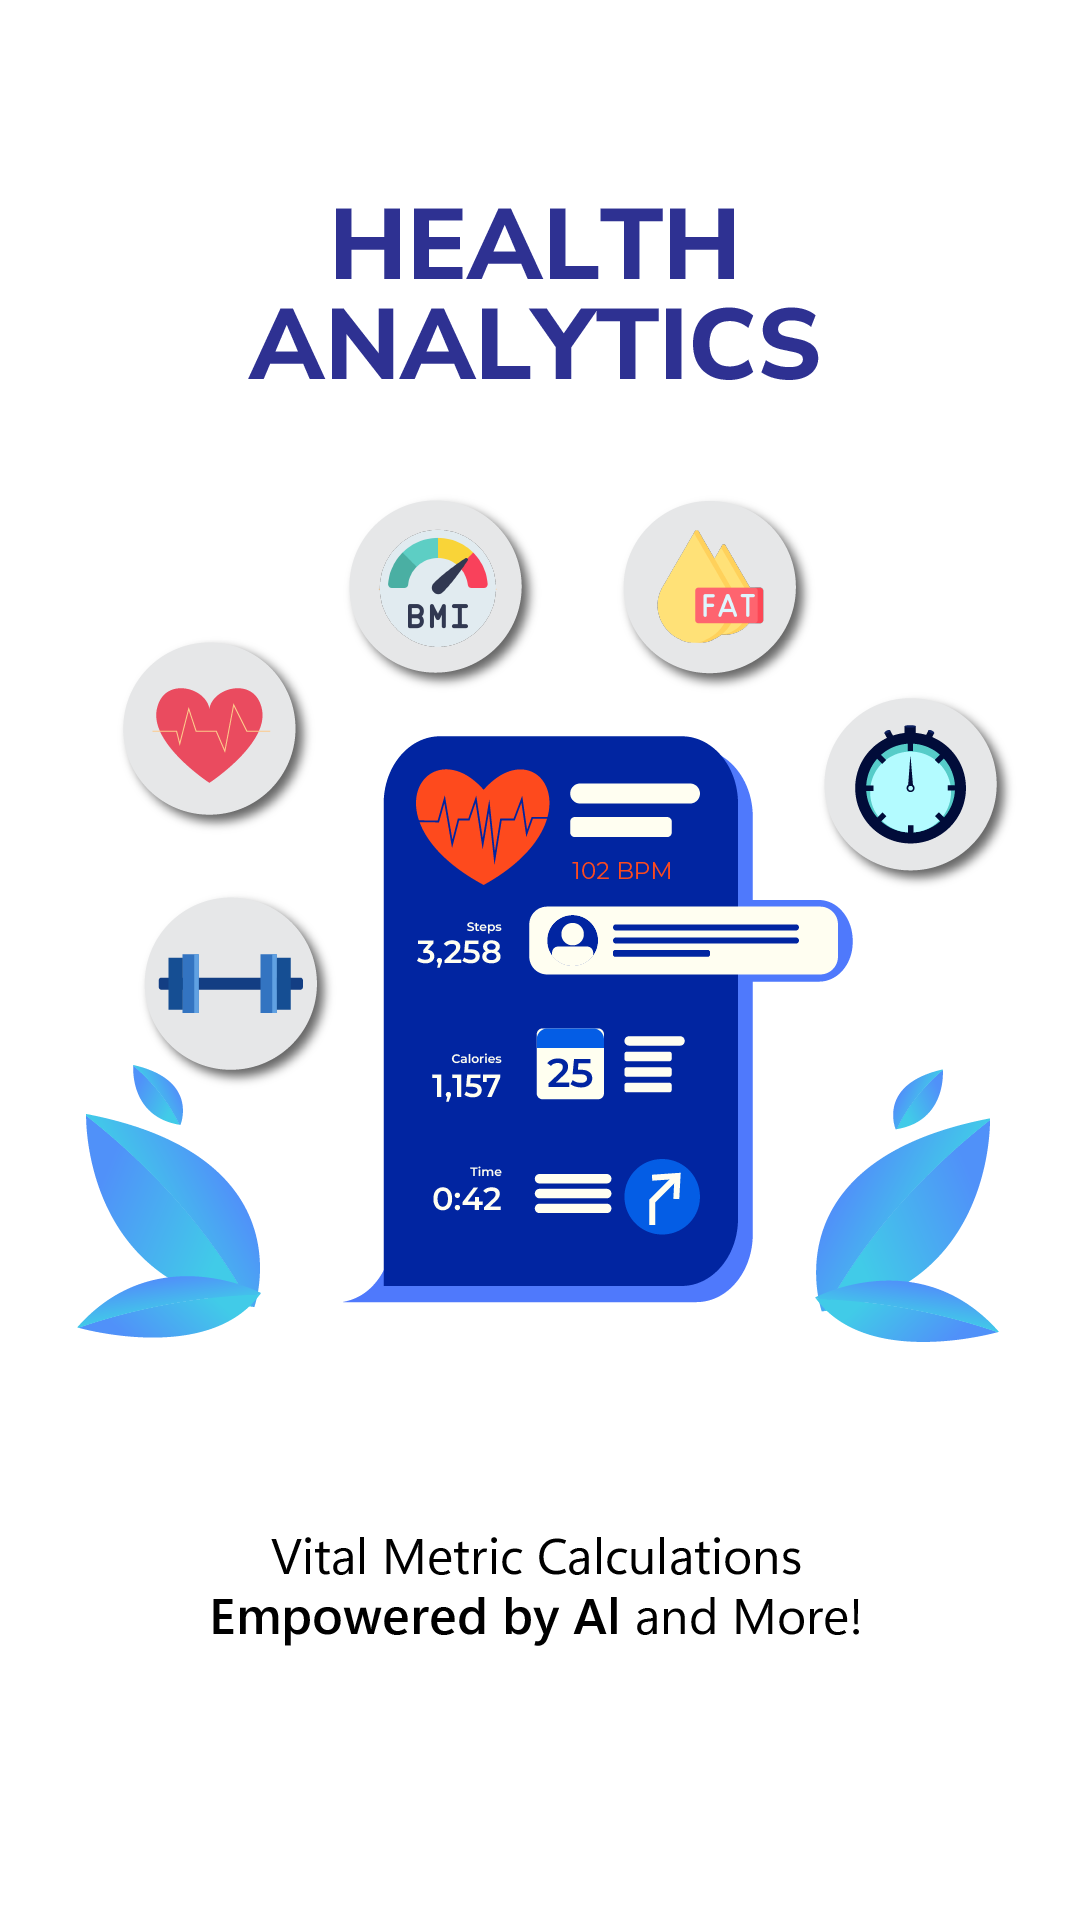 HEALTH
ANALYTICS
BMI
FAT
102 BPM
Steps
3,258
Calories
1,157
25
Time
0:42
Vital Metric Calculations
Empowered by AI and More!